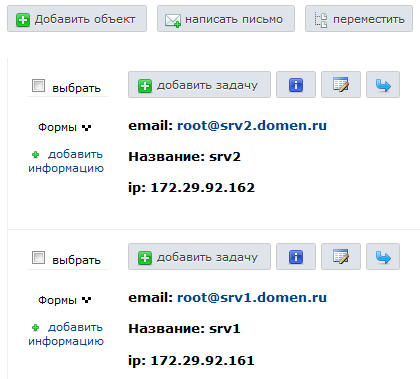 Добавить объект написать письмо переместить
выбрать добавить задачу
email: root@srv2.domen.ru
Формы
Название: srv2
добавить
информацию
ip: 172.29.92.162
выбрать добавить задачу
email: root@srv1.domen.ru
Формы
Название: srv1
добавить
информацию
ip: 172.29.92.161